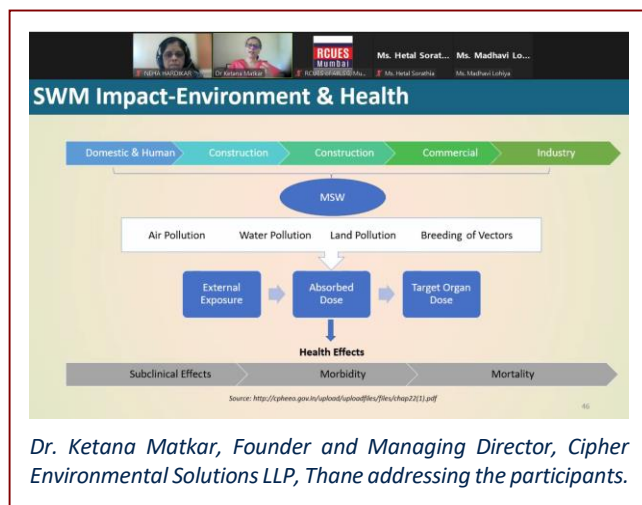 RCUES
Mumbai
Ms. Hetal Sorat... Ms. Madhavi Lo...
Dr Ketana Matkar
Ms. Hetal Sorathia
Ms. Madhavi Lohiya
SWM Impact-Environment & Health
Domestic & Human Construction Construction Commercial Industry
MSW
Air Pollution Water Pollution Land Pollution Breeding of Vectors
External
Exposure
Absorbed
Dose
Target Organ
Dose
Health Effects
Subclinical Effects Morbidity Mortality
Source: http://cpheeo.gov.in/upload/uploadfiles/files/chap22(1).pdf
46
Dr. Ketana Matkar, Founder and Managing Director, Cipher
Environmental Solutions LLP, Thane addressing the participants.